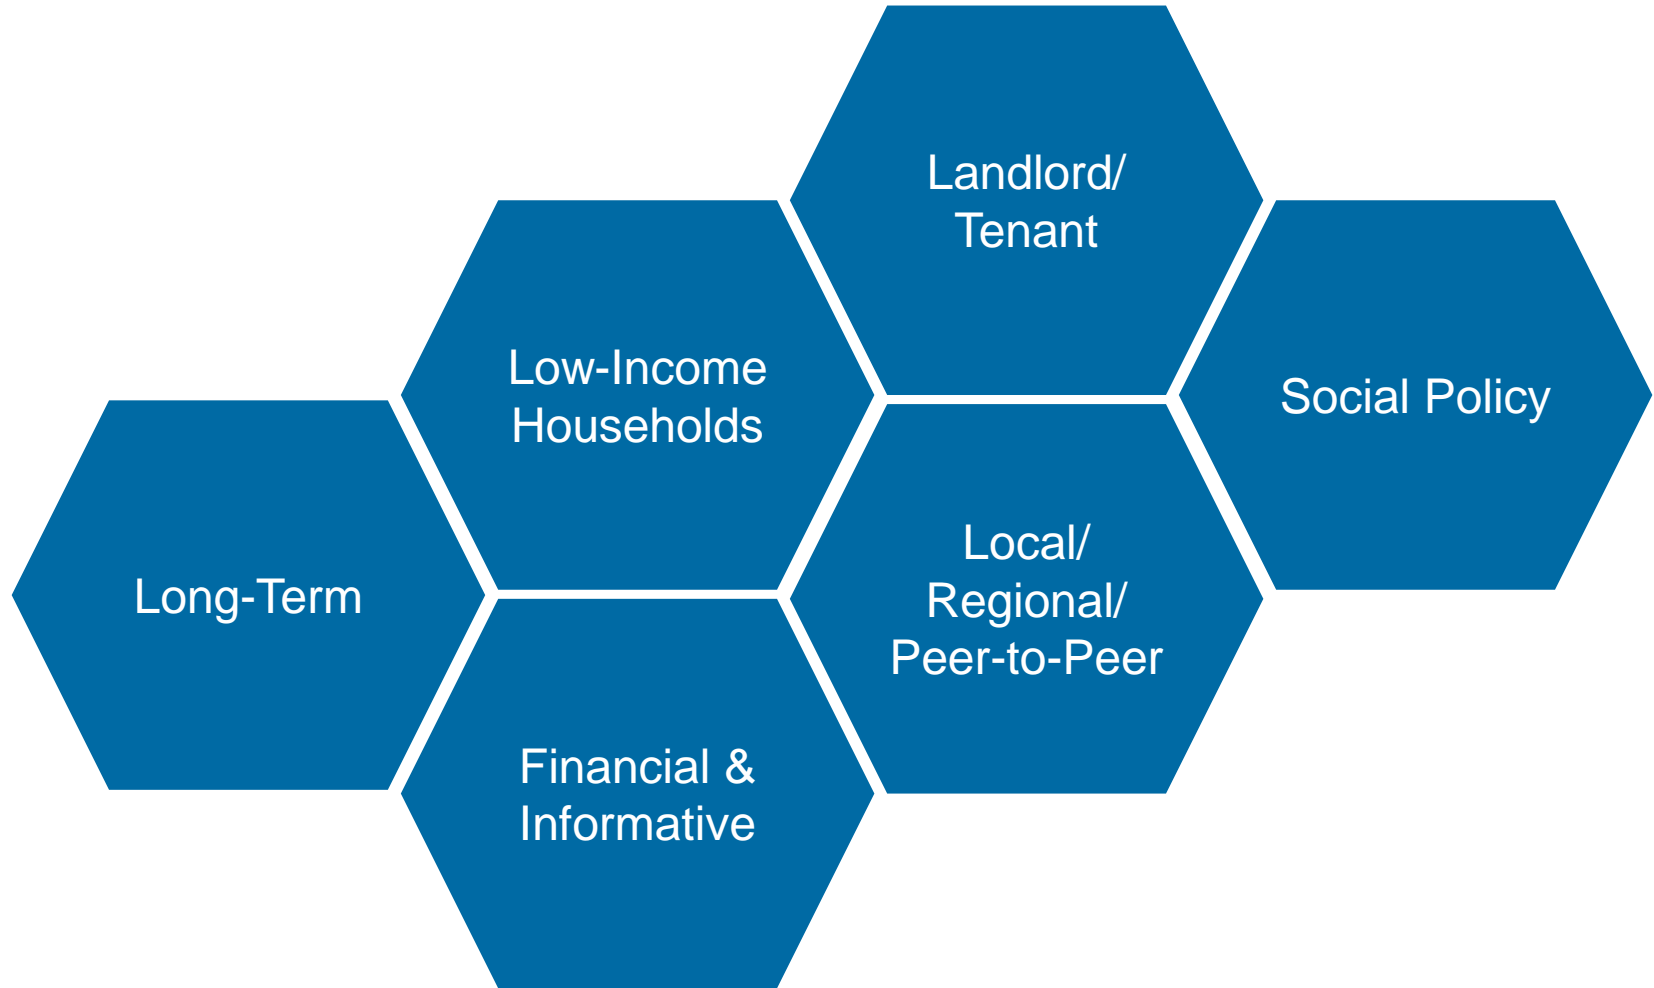 Landlord/
Tenant
Low-Income
Households
Social Policy
Long-Term
Local/
Regional/
Peer-to-Peer
Financial &
Informative